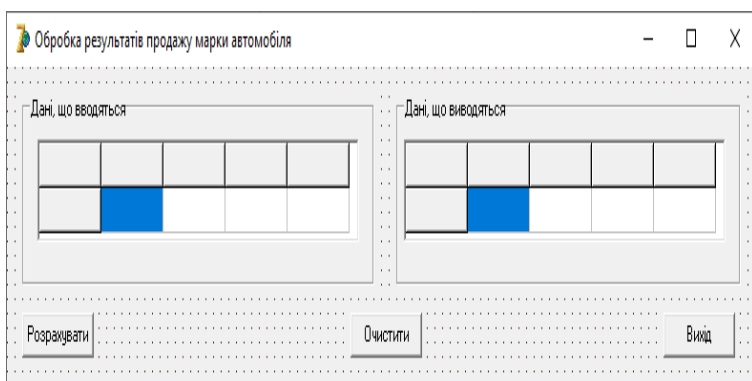 Обробка результатів продажу марки автомобіля
Дані, що вводяться
Дані, що виводяться
Розрахувати
Очистити
Вихід